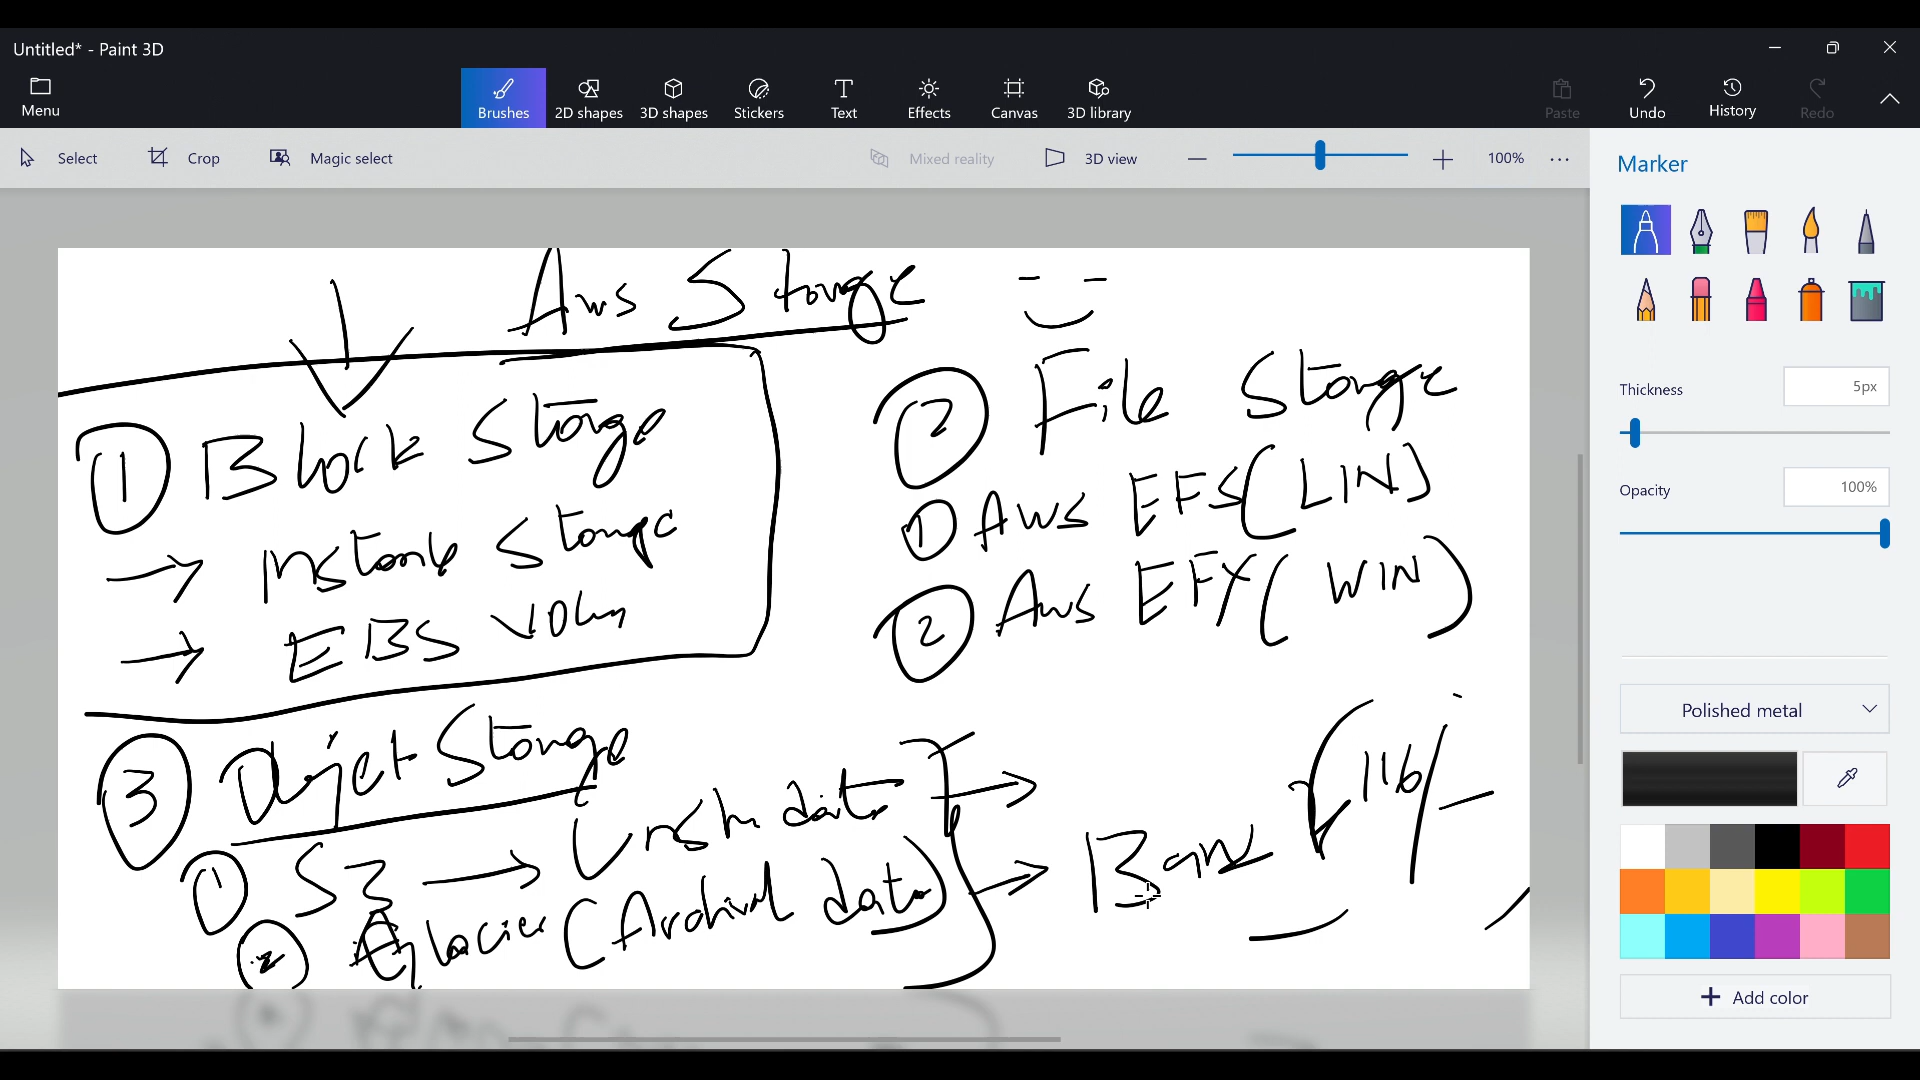 Untitled* - Paint 3D
Menu
Brushes
2D shapes
3D shapes
Stickers
Text
Effects
Canvas
3D library
Paste
Undo
History
Redo
Select
Crop
Magic select
Mixed reality
3D view
100%
Marker
Thickness
5px
Opacity
100%
Polished metal
Add color
Aws Storage
① Block Storage
→ Instance Storage
→ EBS Volum
② File Storage
① Aws EFS (LIN)
② Aws EFX (WIN)
③ Objet Storage
① S3 → data
② Glacier (Archival data)